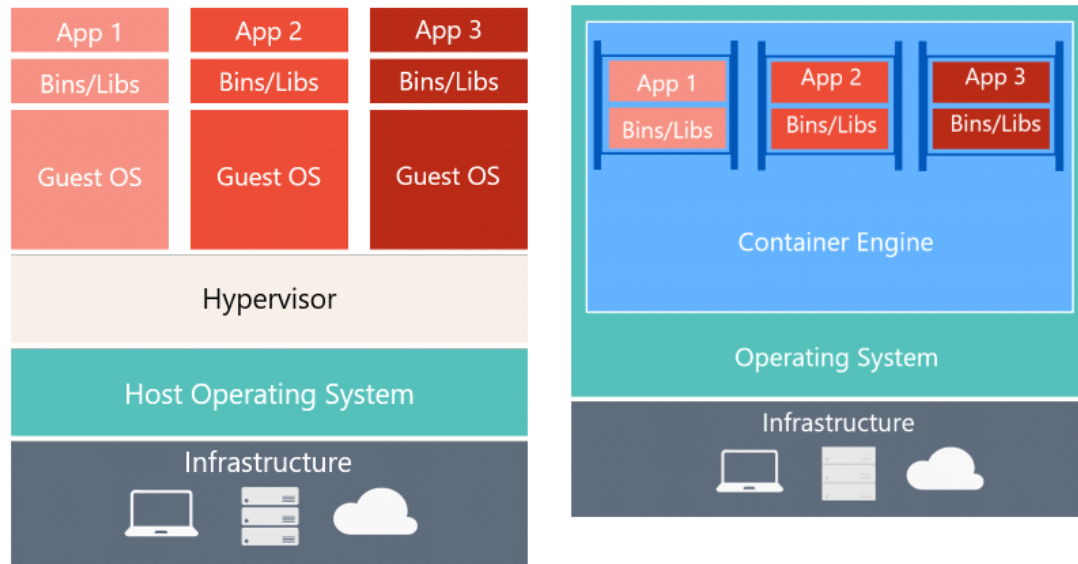 App 1
App 2
App 3
Bins/Libs
Bins/Libs
Bins/Libs
Guest OS
Guest OS
Guest OS
Hypervisor
Host Operating System
Infrastructure
App 1
App 2
App 3
Bins/Libs
Bins/Libs
Bins/Libs
Container Engine
Operating System
Infrastructure